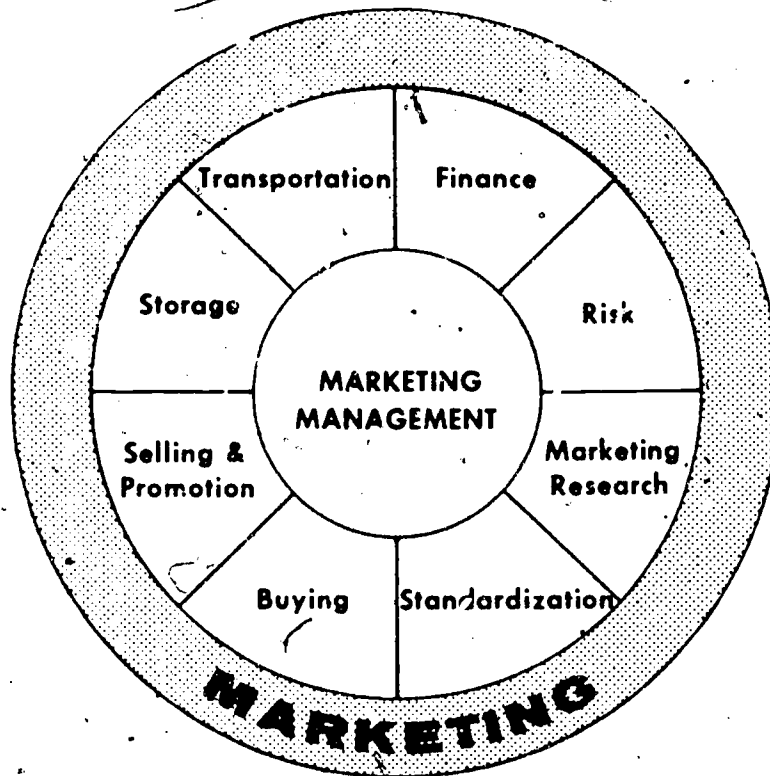 Transportation
Finance
Storage
Risk
MARKETING
MANAGEMENT
Selling &
Promotion
Marketing
Research
Buying
Standardization
MARKETING